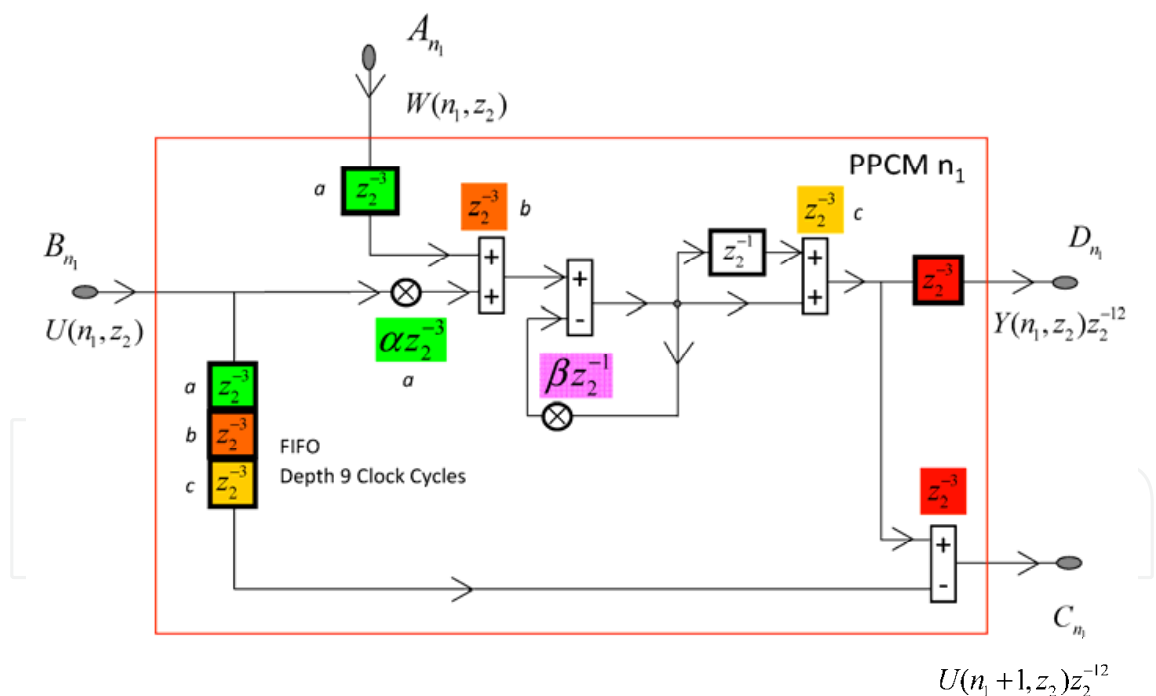 A_{n_1}
W(n_1, z_2)
PPCM n_1
a z_2^{-3}
z_2^{-3} b
z_2^{-3} c
B_{n_1}
z_2^{-1}
D_{n_1}
+
+
+
-
+
+
z_2^{-3}
U(n_1, z_2)
αz_2^{-3}
a
βz_2^{-1}
Y(n_1, z_2)z_2^{-12}
a z_2^{-3}
b z_2^{-3}
c z_2^{-3}
FIFO
Depth 9 Clock Cycles
z_2^{-3}
+
-
C_{n_1}
U(n_1 + 1, z_2)z_2^{-12}